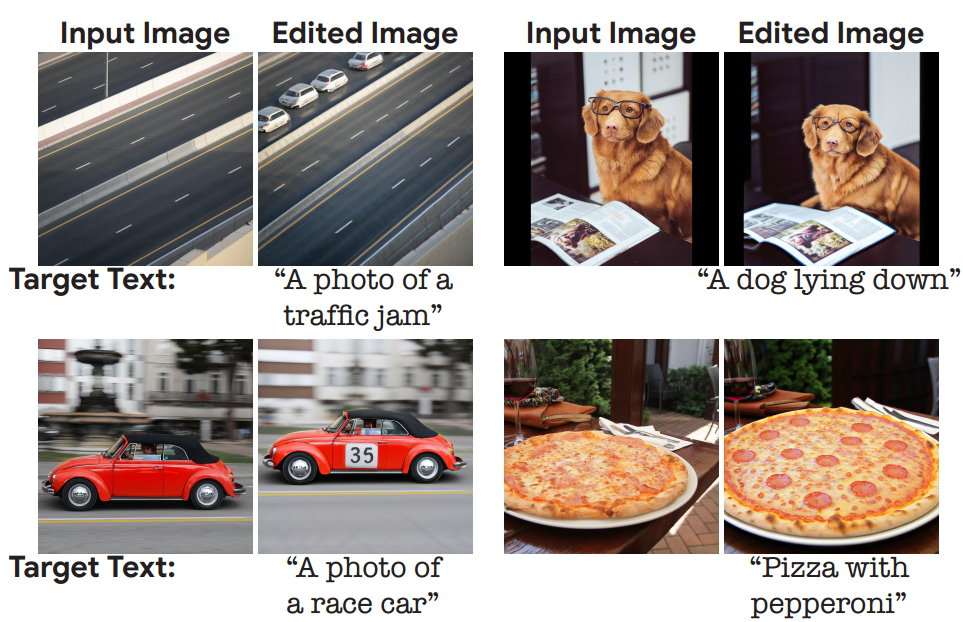 Input Image Edited Image Input Image Edited Image
Target Text: “A photo of a “A dog lying down”
traffic jam”
35
Target Text: “A photo of “Pizza with
a race car” pepperoni”